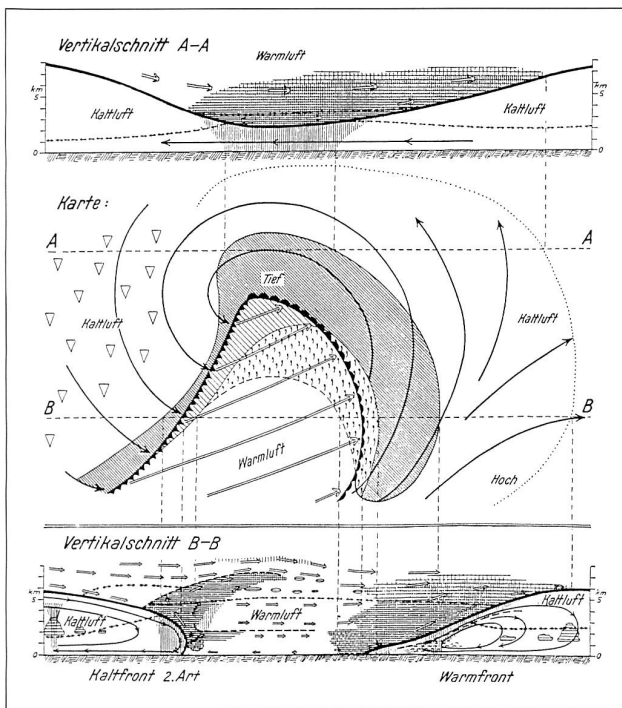 Vertikalschnitt A-A
Warmluft
km
5
Kaltluft
Kaltluft
km
5
0
0
Karte:
A
A
Tief
Kaltluft
Kaltluft
B
B
Warmluft
Hoch
Vertikalschnitt B-B
km
5
Kaltluft
Warmluft
Kaltluft
km
5
0
0
Kaltfront 2. Art
Warmfront